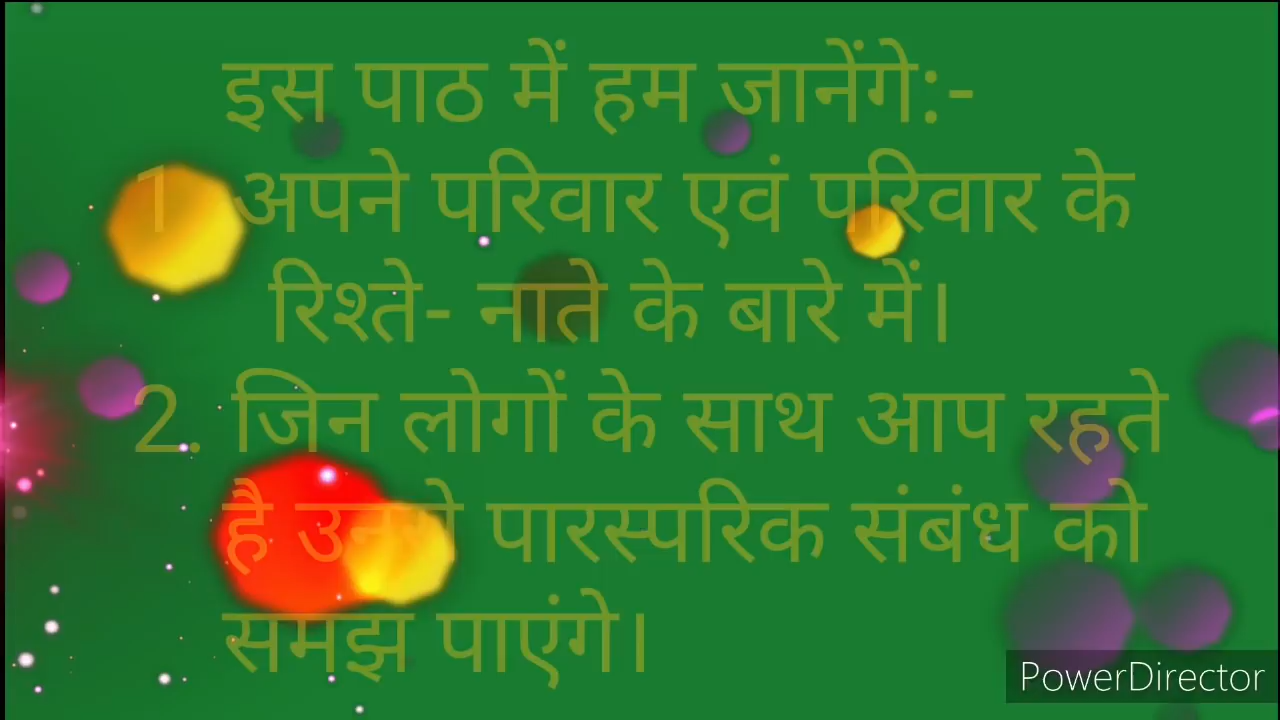 इस पाठ में हम जानेंगे:-
1 अपने परिवार एवं परिवार के
रिश्ते- नाते के बारे में।
2. जिन लोगों के साथ आप रहते
है उनसे पारस्परिक संबंध को
समझ पाएंगे।
PowerDirector